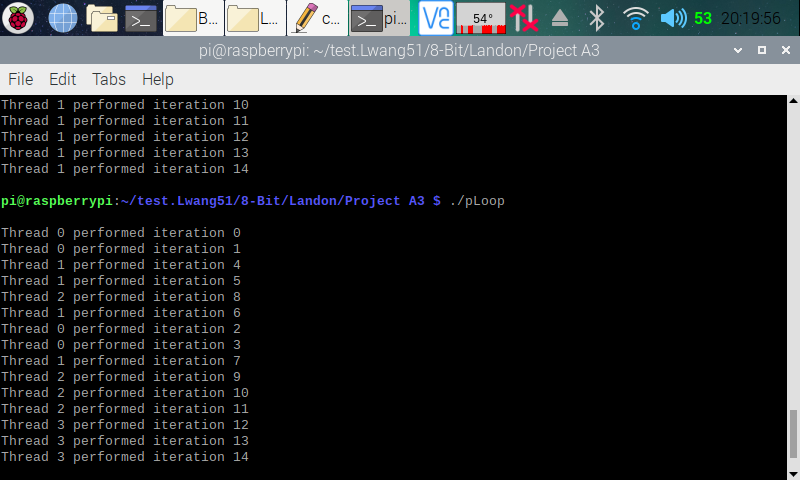 B...
L...
c...
pi...
54°
53
20:19:56
pi@raspberrypi: ~/test.Lwang51/8-Bit/Landon/Project A3
File Edit Tabs Help
Thread 1 performed iteration 10
Thread 1 performed iteration 11
Thread 1 performed iteration 12
Thread 1 performed iteration 13
Thread 1 performed iteration 14
pi@raspberrypi:~/test.Lwang51/8-Bit/Landon/Project A3 $ ./pLoop
Thread 0 performed iteration 0
Thread 0 performed iteration 1
Thread 1 performed iteration 4
Thread 1 performed iteration 5
Thread 2 performed iteration 8
Thread 1 performed iteration 6
Thread 0 performed iteration 2
Thread 0 performed iteration 3
Thread 1 performed iteration 7
Thread 2 performed iteration 9
Thread 2 performed iteration 10
Thread 2 performed iteration 11
Thread 3 performed iteration 12
Thread 3 performed iteration 13
Thread 3 performed iteration 14